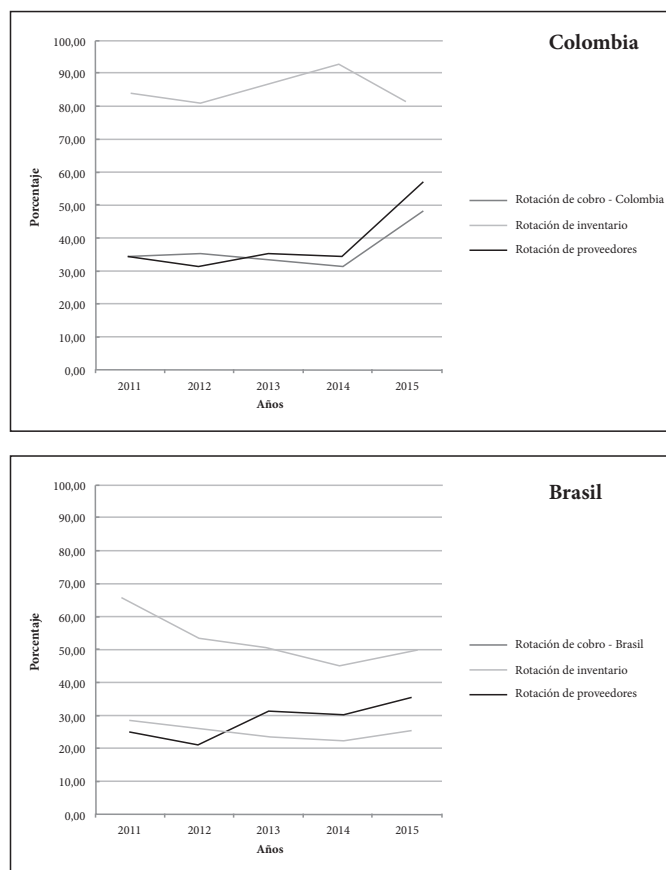 Colombia
100,00
90,00
80,00
70,00
60,00
50,00
40,00
30,00
20,00
10,00
0,00
Porcentaje
2011 2012 2013 2014 2015
Años
Rotación de cobro - Colombia
Rotación de inventario
Rotación de proveedores
Brasil
100,00
90,00
80,00
70,00
60,00
50,00
40,00
30,00
20,00
10,00
0,00
Porcentaje
2011 2012 2013 2014 2015
Años
Rotación de cobro - Brasil
Rotación de inventario
Rotación de proveedores